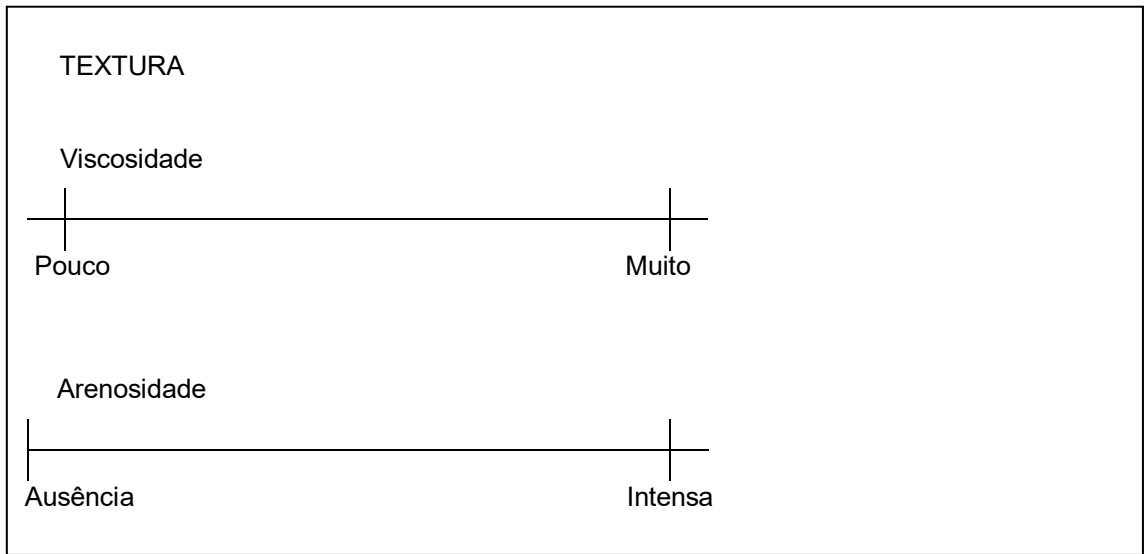 TEXTURA
Viscosidade
Pouco Muito
Arenosidade
Ausência Intensa